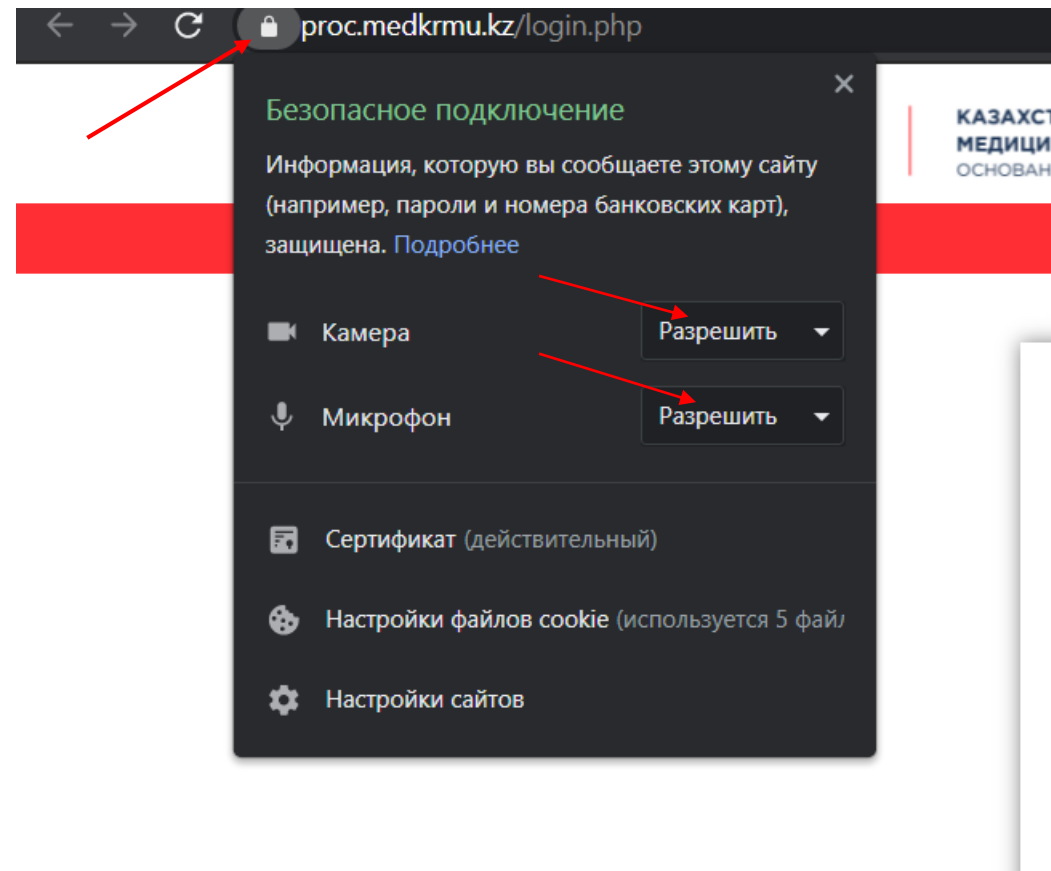 proc.medkrmu.kz/login.php
Безопасное подключение
Информация, которую вы сообщаете этому сайту
(например, пароли и номера банковских карт),
защищена. Подробнее
Камера Разрешить
Микрофон Разрешить
Сертификат (действительный)
Настройки файлов cookie (используется 5 файл
Настройки сайтов
КАЗАХСТ
МЕДИЦИ
ОСНОВАН